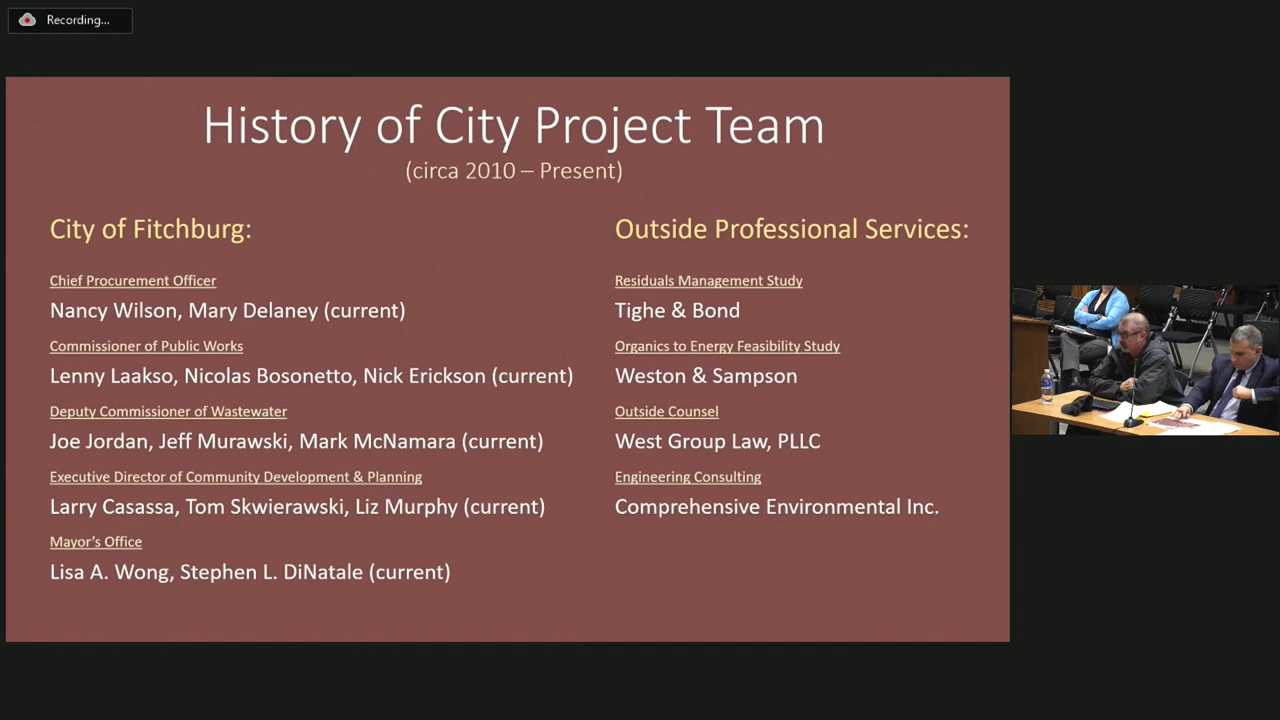 Recording...
History of City Project Team
(circa 2010 – Present)
City of Fitchburg:
Chief Procurement Officer
Nancy Wilson, Mary Delaney (current)
Commissioner of Public Works
Lenny Laakso, Nicolas Bosonetto, Nick Erickson (current)
Deputy Commissioner of Wastewater
Joe Jordan, Jeff Murawski, Mark McNamara (current)
Executive Director of Community Development & Planning
Larry Casassa, Tom Skwierawski, Liz Murphy (current)
Mayor's Office
Lisa A. Wong, Stephen L. DiNatale (current)
Outside Professional Services:
Residuals Management Study
Tighe & Bond
Organics to Energy Feasibility Study
Weston & Sampson
Outside Counsel
West Group Law, PLLC
Engineering Consulting
Comprehensive Environmental Inc.